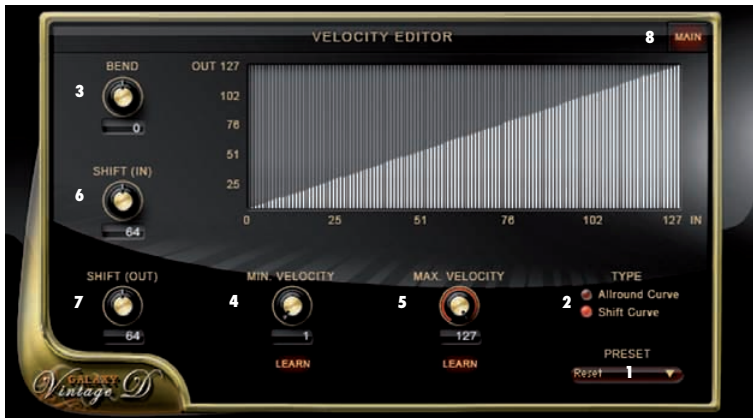 VELOCITY EDITOR
8 MAIN
BEND
3
0
OUT 127
102
76
51
25
0 25 51 76 102 127 IN
SHIFT (IN)
6
64
SHIFT (OUT)
7
64
MIN. VELOCITY
4
1
LEARN
MAX. VELOCITY
5
127
LEARN
TYPE
2
Allround Curve
Shift Curve
PRESET
Reset 1
GALAXY
Vintage D